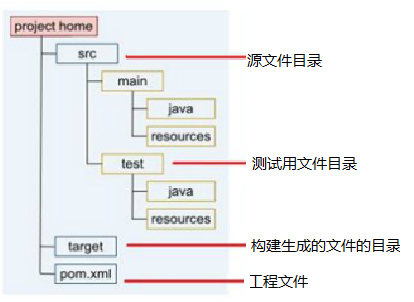 project home
src
源文件目录
main
java
resources
test
测试用文件目录
java
resources
target
构建生成的文件的目录
pom.xml
工程文件